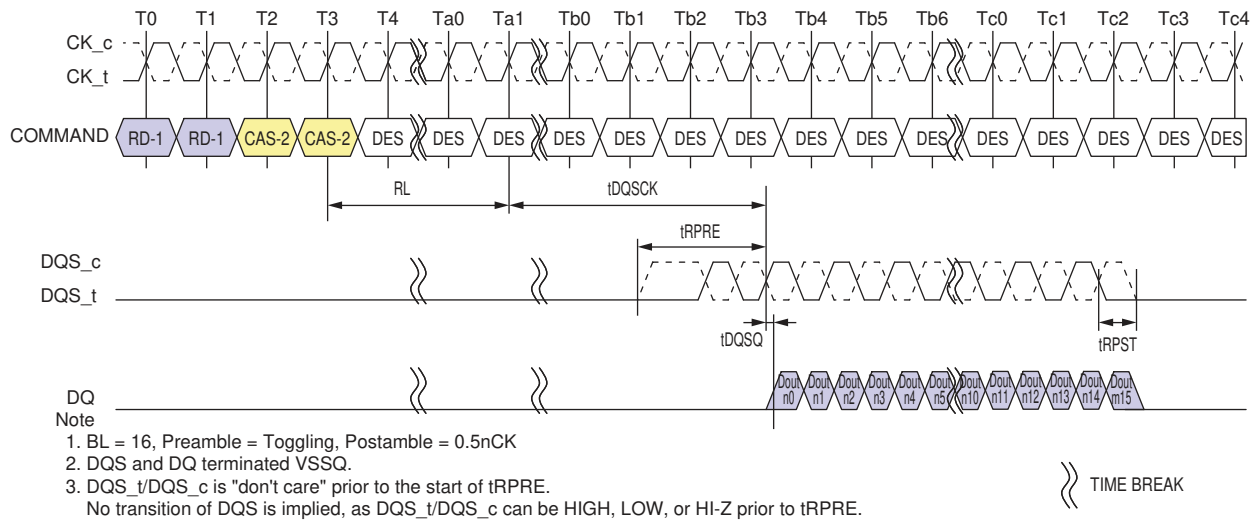 T0 T1 T2 T3 T4 Ta0 Ta1 Tb0 Tb1 Tb2 Tb3 Tb4 Tb5 Tb6 Tc0 Tc1 Tc2 Tc3 Tc4
CK_c
CK_t
COMMAND RD-1 RD-1 CAS-2 CAS-2 DES DES DES DES DES DES DES DES DES DES DES DES DES DES DES
RL tDQSCK
tRPRE
DQS_c
DQS_t
tDQSQ tRPST
DQ
Dout Dout Dout Dout Dout Dout Dout Dout Dout Dout Dout Dout
n0 n1 n2 n3 n4 n5 n10 n11 n12 n13 n14 m15
Note
1. BL = 16, Preamble = Toggling, Postamble = 0.5nCK
2. DQS and DQ terminated VSSQ.
3. DQS_t/DQS_c is "don't care" prior to the start of tRPRE.
No transition of DQS is implied, as DQS_t/DQS_c can be HIGH, LOW, or HI-Z prior to tRPRE.
TIME BREAK